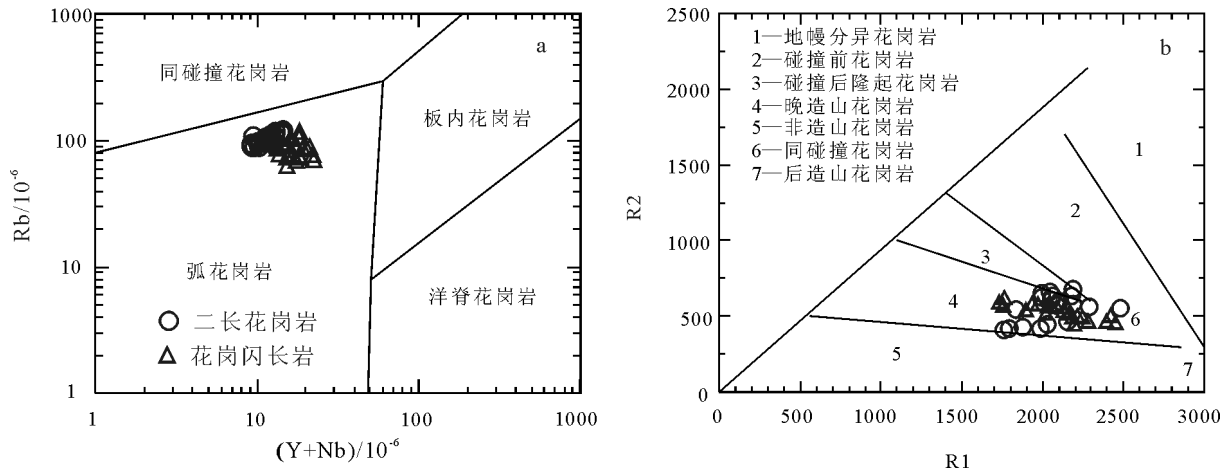 1000
100
10
1
Rb/10⁻⁶
a
同碰撞花岗岩
板内花岗岩
弧花岗岩
洋脊花岗岩
二长花岗岩
花岗闪长岩
1 10 100 1000
(Y+Nb)/10⁻⁶
2500
2000
1500
1000
500
0
R2
b
1—地幔分异花岗岩
2—碰撞前花岗岩
3—碰撞后隆起花岗岩
4—晚造山花岗岩
5—非造山花岗岩
6—同碰撞花岗岩
7—后造山花岗岩
1
2
3
4
6
5
7
0 500 1000 1500 2000 2500 3000
R1